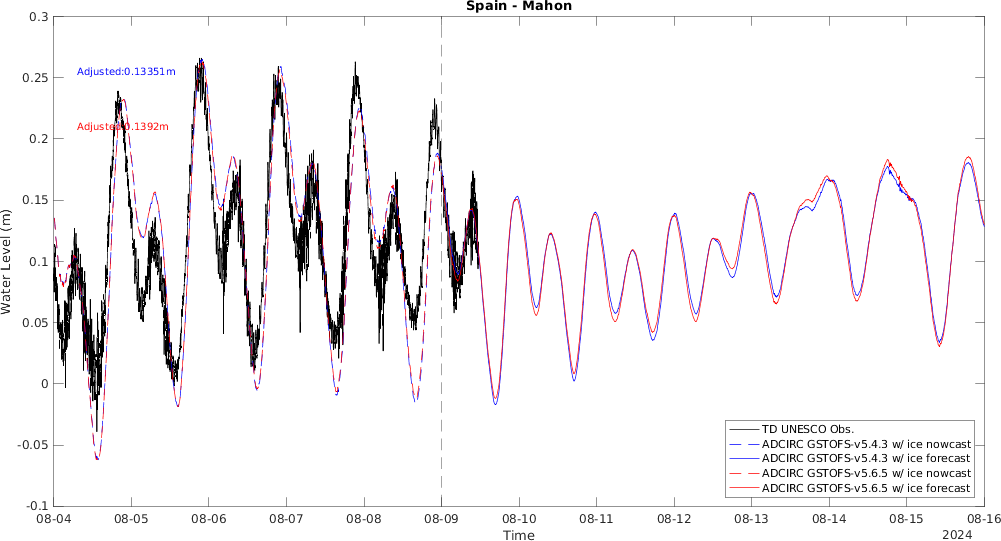 Spain - Mahon
0.3
0.25
0.2
0.15
0.1
0.05
0
-0.05
-0.1
Water Level (m)
Adjusted:0.13351m
Adjusted:0.1392m
TD UNESCO Obs.
ADCIRC GSTOFS-v5.4.3 w/ ice nowcast
ADCIRC GSTOFS-v5.4.3 w/ ice forecast
ADCIRC GSTOFS-v5.6.5 w/ ice nowcast
ADCIRC GSTOFS-v5.6.5 w/ ice forecast
08-04 08-05 08-06 08-07 08-08 08-09 08-10 08-11 08-12 08-13 08-14 08-15 08-16
Time
2024